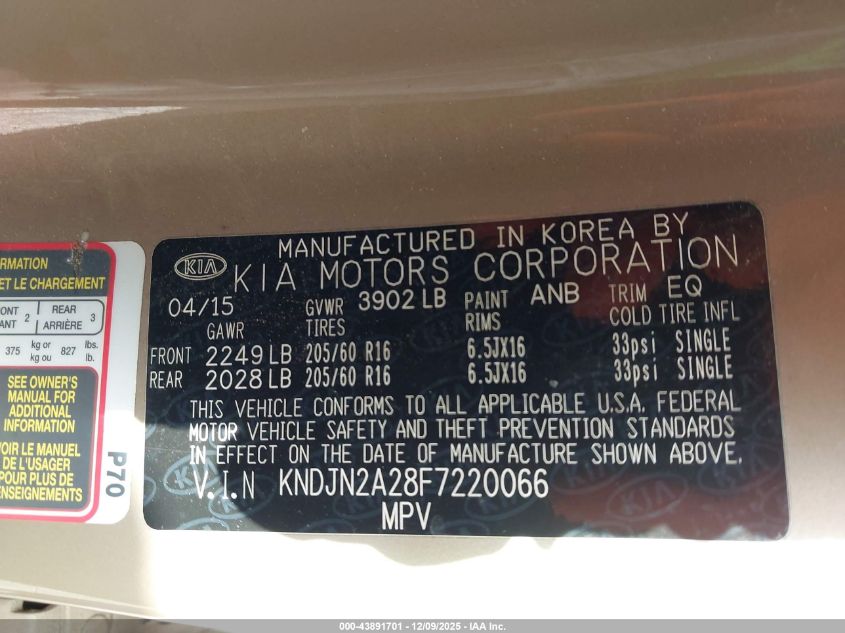 RMATION
ET LE CHARGEMENT
ONT 2 REAR 3
ANT ARRIÈRE
375 kg or kg ou 827 lbs. lb.
SEE OWNER'S
MANUAL FOR
ADDITIONAL
INFORMATION
VOIR LE MANUEL
DE L'USAGER
POUR PLUS DE
RENSEIGNEMENTS
P70
MANUFACTURED IN KOREA BY
KIA KIA MOTORS CORPORATION
04/15 GVWR 3902 LB PAINT ANB TRIM EQ
GAWR TIRES RIMS COLD TIRE INFL
FRONT 2249 LB 205/60 R16 6.5JX16 33psi SINGLE
REAR 2028 LB 205/60 R16 6.5JX16 33psi SINGLE
THIS VEHICLE CONFORMS TO ALL APPLICABLE U.S.A. FEDERAL
MOTOR VEHICLE SAFETY AND THEFT PREVENTION STANDARDS
IN EFFECT ON THE DATE OF MANUFACTURE SHOWN ABOVE.
V.I.N KNDJN2A28F7220066
MPV
000-43891701 - 12/09/2025 - IAA Inc.